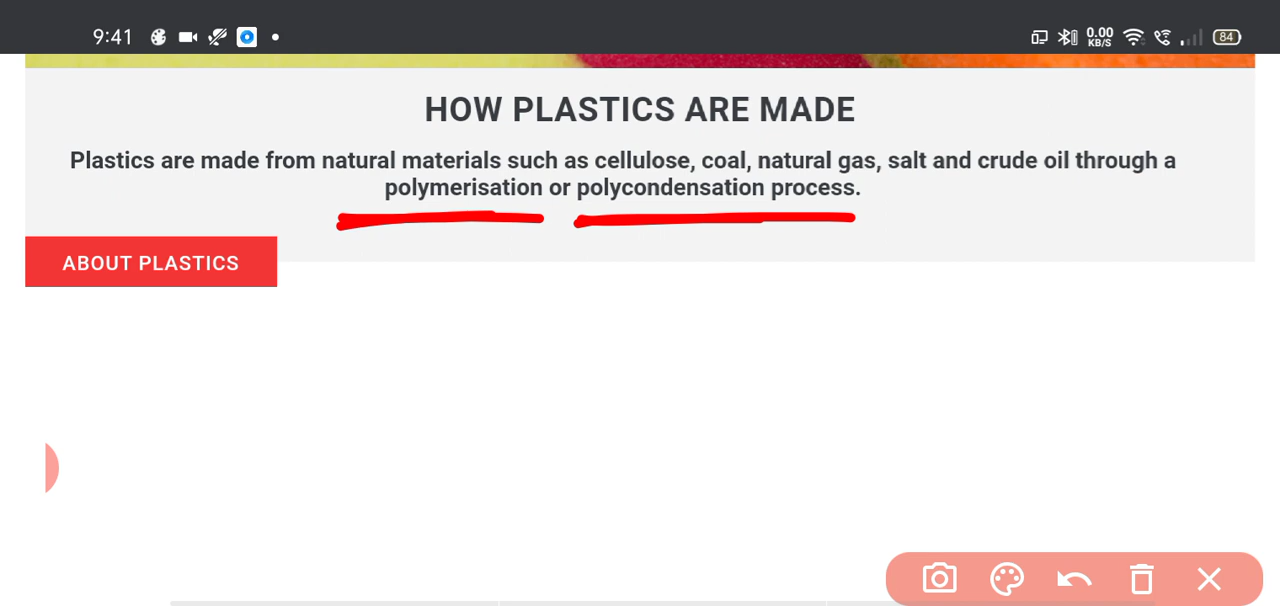 9:41
0.00
KB/S
84
HOW PLASTICS ARE MADE
Plastics are made from natural materials such as cellulose, coal, natural gas, salt and crude oil through a
polymerisation or polycondensation process.
ABOUT PLASTICS